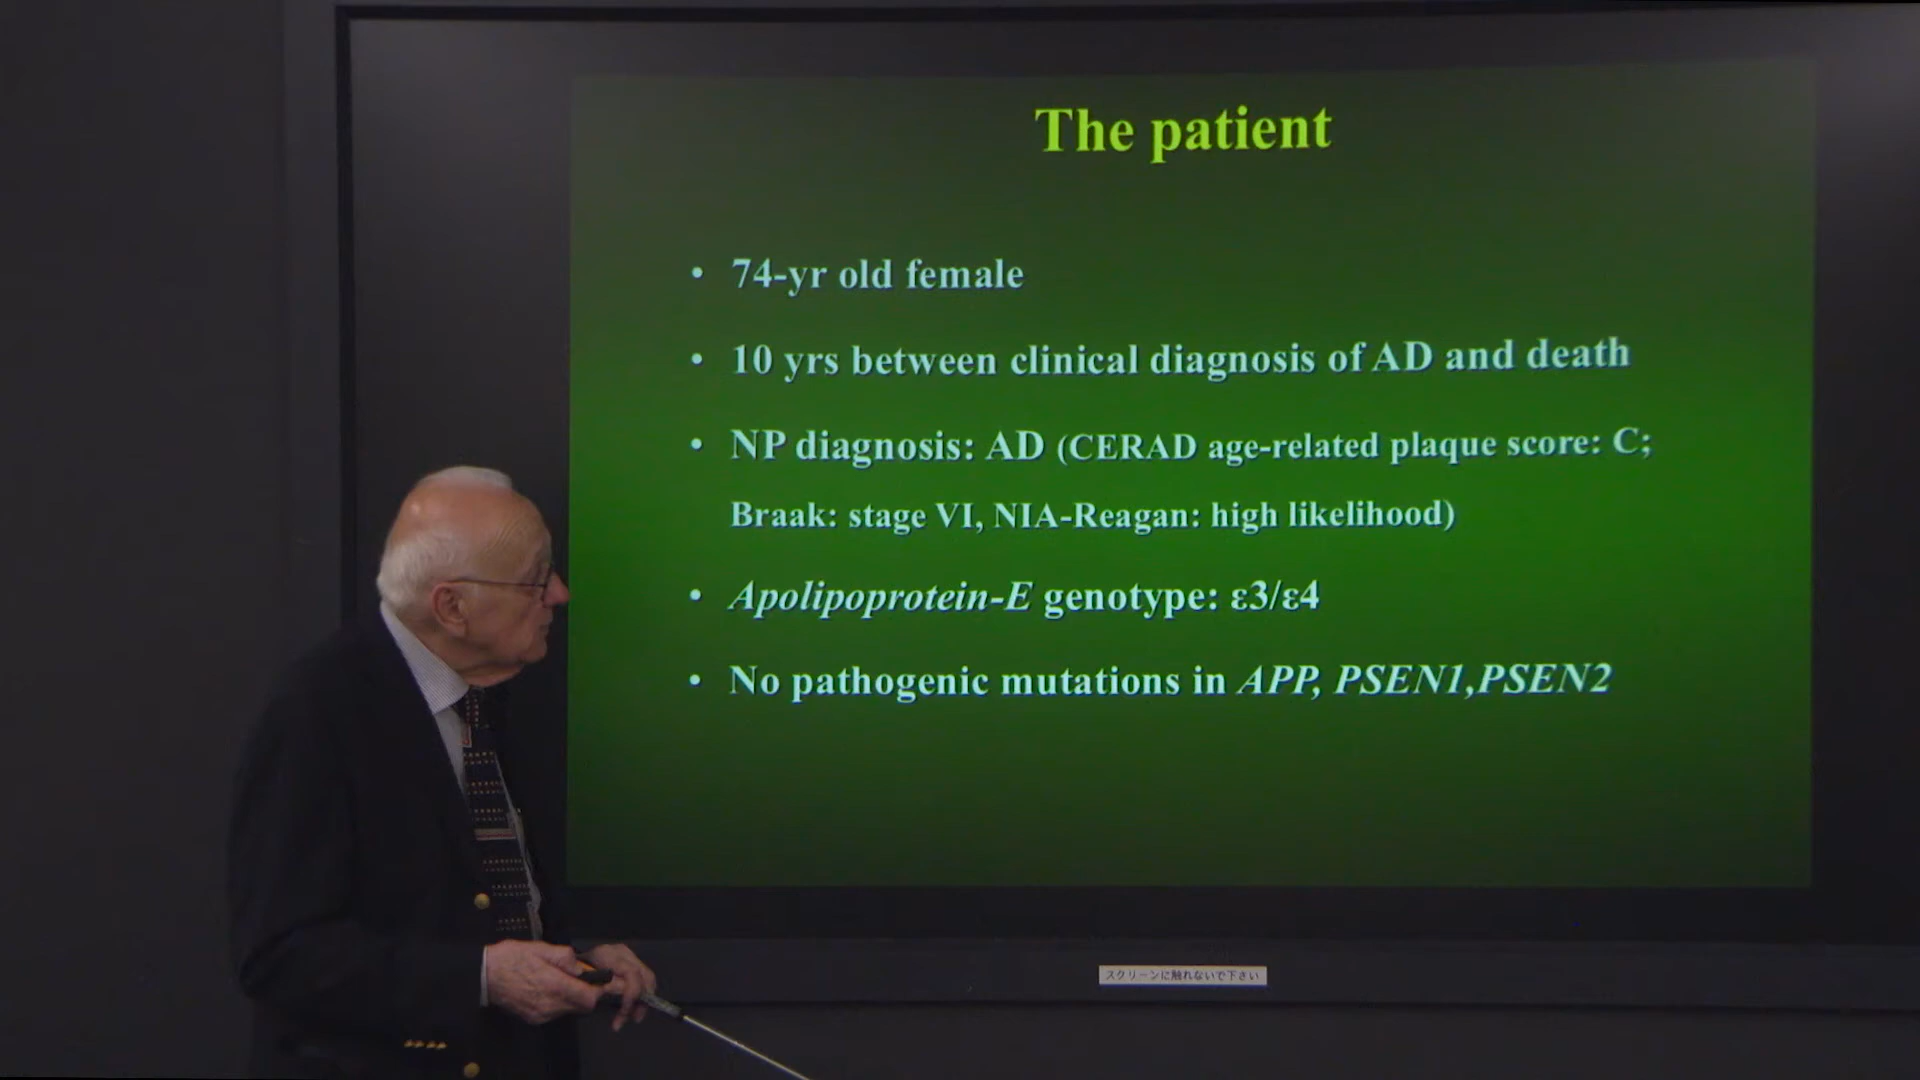 The patient
• 74-yr old female
• 10 yrs between clinical diagnosis of AD and death
• NP diagnosis: AD (CERAD age-related plaque score: C;
Braak: stage VI, NIA-Reagan: high likelihood)
• Apolipoprotein-E genotype: ε3/ε4
• No pathogenic mutations in APP, PSEN1,PSEN2
スクリーンに触れないで下さい